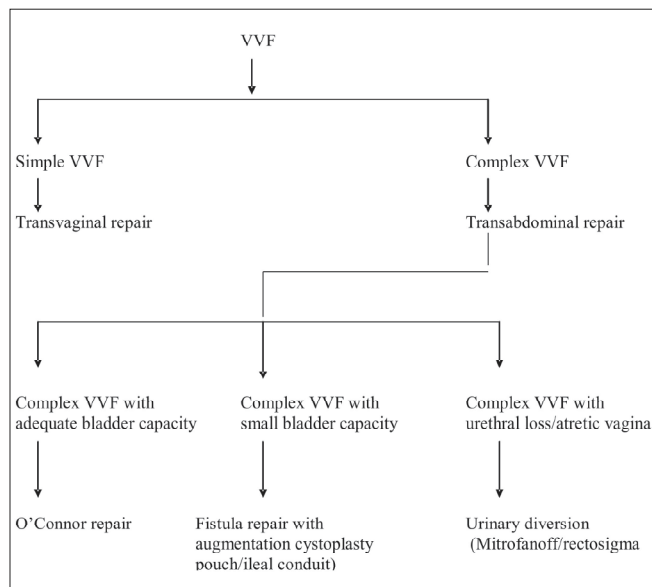 VVF
Simple VVF
Complex VVF
Transvaginal repair
Transabdominal repair
Complex VVF with
adequate bladder capacity
Complex VVF with
small bladder capacity
Complex VVF with
urethral loss/atretic vagina
O'Connor repair
Fistula repair with
augmentation cystoplasty
pouch/ileal conduit)
Urinary diversion
(Mitrofanoff/rectosigma